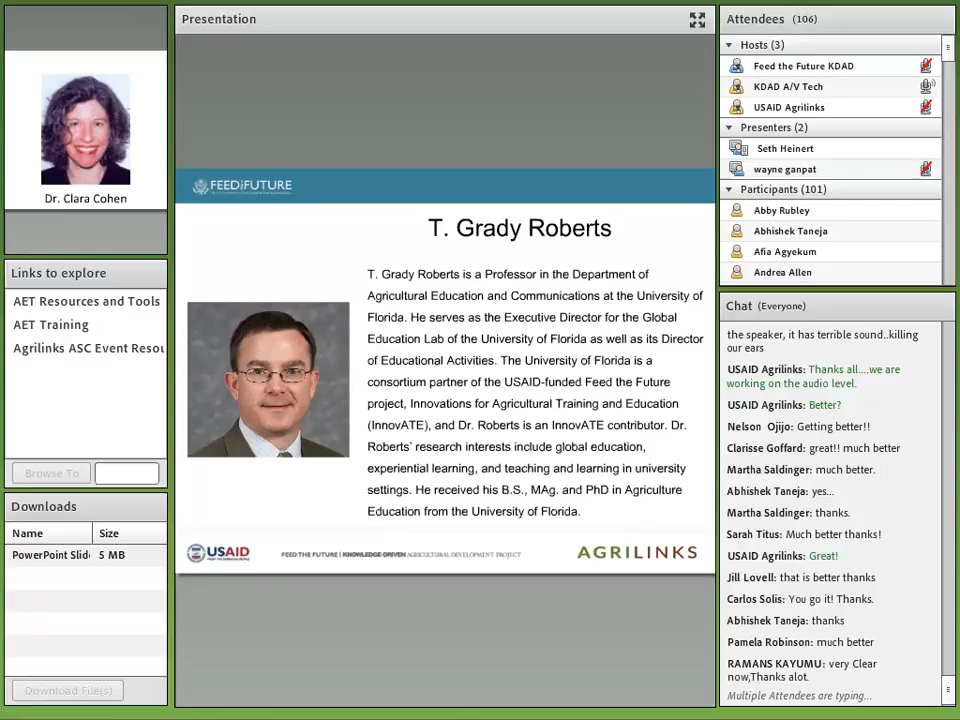 Dr. Clara Cohen
Links to explore
AET Resources and Tools
AET Training
Agrilinks ASC Event Resou
Browse To
Downloads
Name Size
PowerPoint Slide 5 MB
Download File(s)
Presentation
FEED THE FUTURE
T. Grady Roberts
T. Grady Roberts is a Professor in the Department of
Agricultural Education and Communications at the University of
Florida. He serves as the Executive Director for the Global
Education Lab of the University of Florida as well as its Director
of Educational Activities. The University of Florida is a
consortium partner of the USAID-funded Feed the Future
project, Innovations for Agricultural Training and Education
(InnovATE), and Dr. Roberts is an InnovATE contributor. Dr.
Roberts' research interests include global education,
experiential learning, and teaching and learning in university
settings. He received his B.S., MAg. and PhD in Agriculture
Education from the University of Florida.
USAID
FEED THE FUTURE | KNOWLEDGE-DRIVEN AGRICULTURAL DEVELOPMENT PROJECT
AGRILINKS
Attendees (106)
Hosts (3)
Feed the Future KDAD
KDAD A/V Tech
USAID Agrilinks
Presenters (2)
Seth Heinert
wayne ganpat
Participants (101)
Abby Rubley
Abhishek Taneja
Afia Agyekum
Andrea Allen
Chat (Everyone)
the speaker, it has terrible sound..killing
our ears
USAID Agrilinks: Thanks all....we are
working on the audio level.
USAID Agrilinks: Better?
Nelson Ojijo: Getting better!!
Clarisse Goffard: great!! much better
Martha Saldinger: much better.
Abhishek Taneja: yes...
Martha Saldinger: thanks.
Sarah Titus: Much better thanks!
USAID Agrilinks: Great!
Jill Lovell: that is better thanks
Carlos Solis: You go it! Thanks.
Abhishek Taneja: thanks
Pamela Robinson: much better
RAMANS KAYUMU: very Clear
now,Thanks alot.
Multiple Attendees are typing...